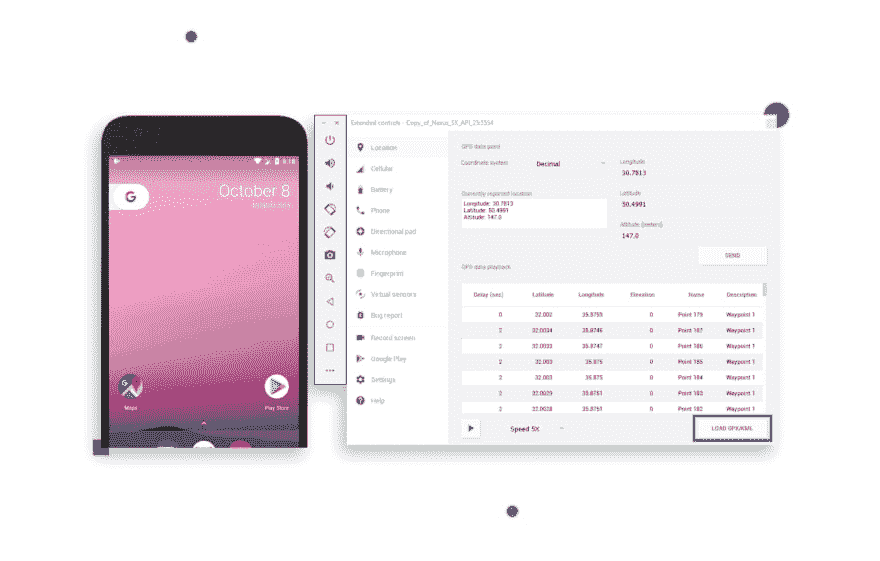 8:18
October 8
G
Maps
Play Store
Extended controls - Copy_of_Nexus_5X_API_25:5554
Location
Cellular
Battery
Phone
Directional pad
Microphone
Fingerprint
Virtual sensors
Bug report
Record screen
Google Play
Settings
Help
GPS data point
Coordinate system Decimal
Longitude
30.7813
Currently reported location
Longitude: 30.7813
Latitude: 50.4991
Altitude: 147.0
Latitude
50.4991
Altitude (meters)
147.0
SEND
GPS data playback
Delay (sec) Latitude Longitude Elevation Name Description
0 32.002 35.8753 0 Point 179 Waypoint 1
2 32.0034 35.8746 0 Point 187 Waypoint 1
2 32.0033 35.8747 0 Point 186 Waypoint 1
2 32.003 35.875 0 Point 185 Waypoint 1
2 32.003 35.875 0 Point 184 Waypoint 1
2 32.0029 35.8751 0 Point 183 Waypoint 1
2 32.0028 35.8751 0 Point 182 Waypoint 1
Speed 5X
LOAD GPX/KML